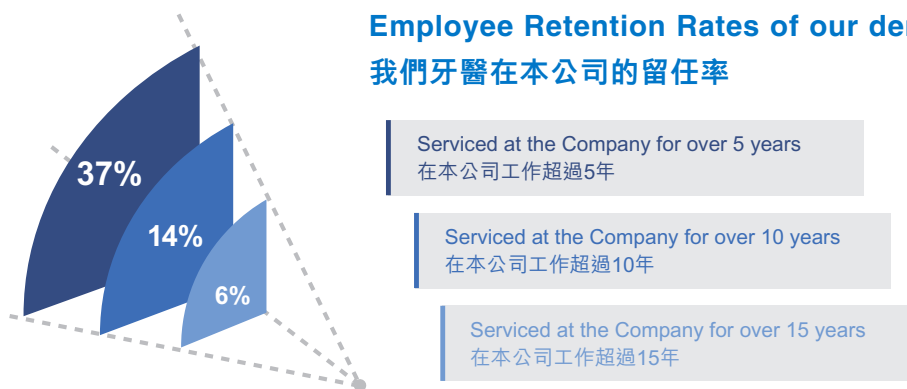 Employee Retention Rates of our
我們牙醫在本公司的留任率
37%
14%
6%
Serviced at the Company for over 5 years
在本公司工作超過5年
Serviced at the Company for over 10 years
在本公司工作超過10年
Serviced at the Company for over 15 years
在本公司工作超過15年